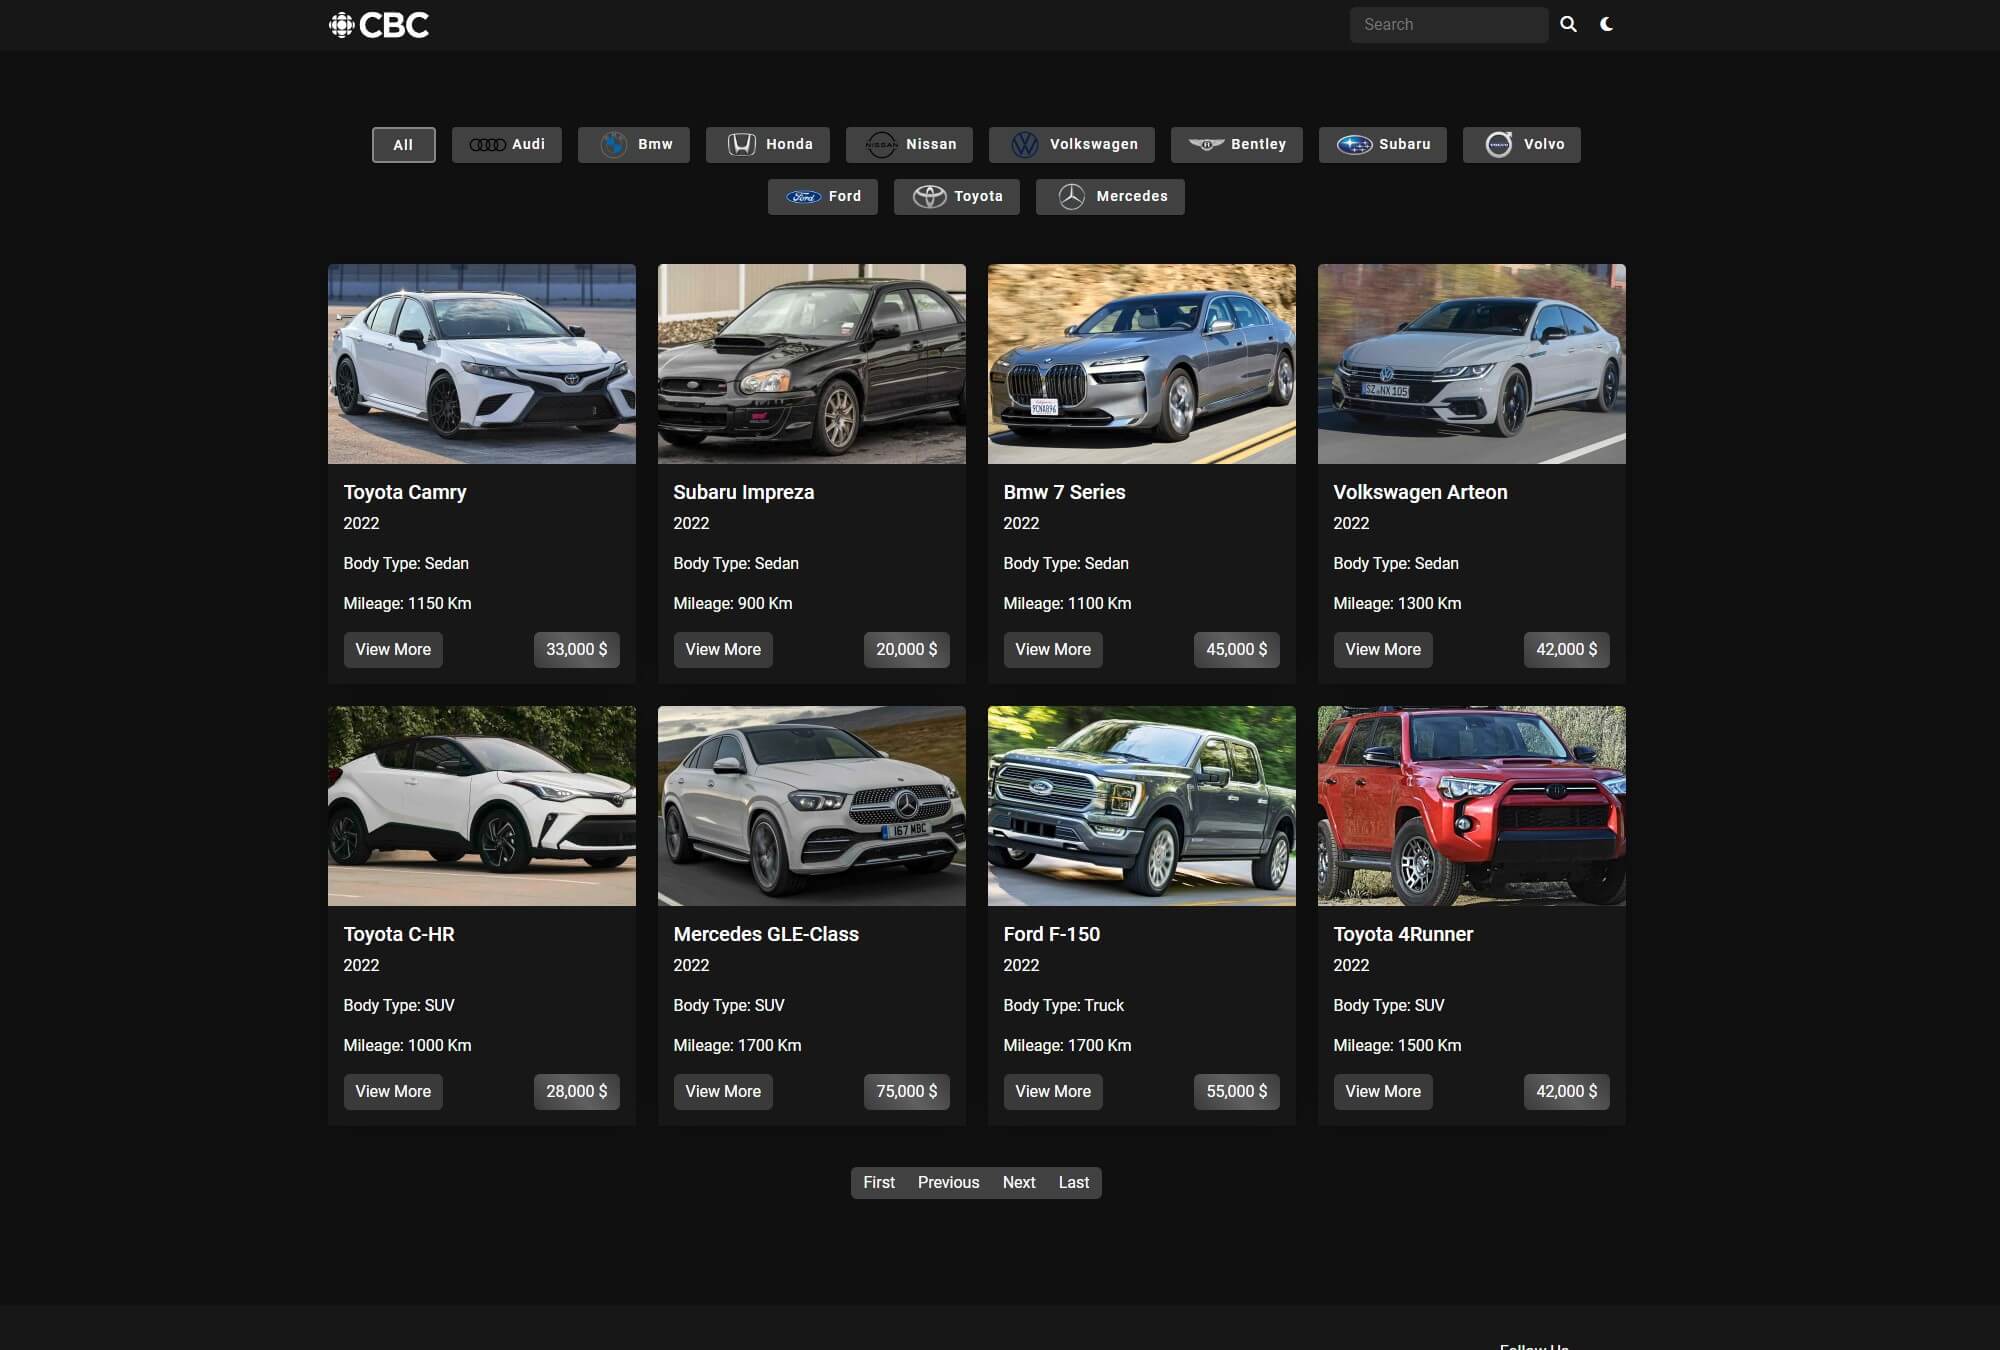 CBC
Search
All Audi Bmw Honda Nissan Volkswagen Bentley Subaru Volvo
Ford Toyota Mercedes
Toyota Camry
2022
Body Type: Sedan
Mileage: 1150 Km
View More 33,000 $
Subaru Impreza
2022
Body Type: Sedan
Mileage: 900 Km
View More 20,000 $
Bmw 7 Series
2022
Body Type: Sedan
Mileage: 1100 Km
View More 45,000 $
Volkswagen Arteon
2022
Body Type: Sedan
Mileage: 1300 Km
View More 42,000 $
167 MBC
Toyota C-HR
2022
Body Type: SUV
Mileage: 1000 Km
View More 28,000 $
Mercedes GLE-Class
2022
Body Type: SUV
Mileage: 1700 Km
View More 75,000 $
Ford F-150
2022
Body Type: Truck
Mileage: 1700 Km
View More 55,000 $
Toyota 4Runner
2022
Body Type: SUV
Mileage: 1500 Km
View More 42,000 $
First Previous Next Last
Follow Us